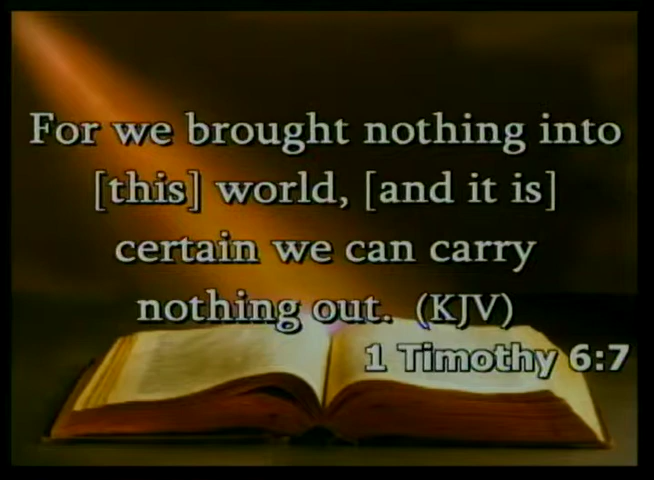 For we brought nothing into
[this] world, [and it is]
certain we can carry
nothing out. (KJV)
1 Timothy 6:7